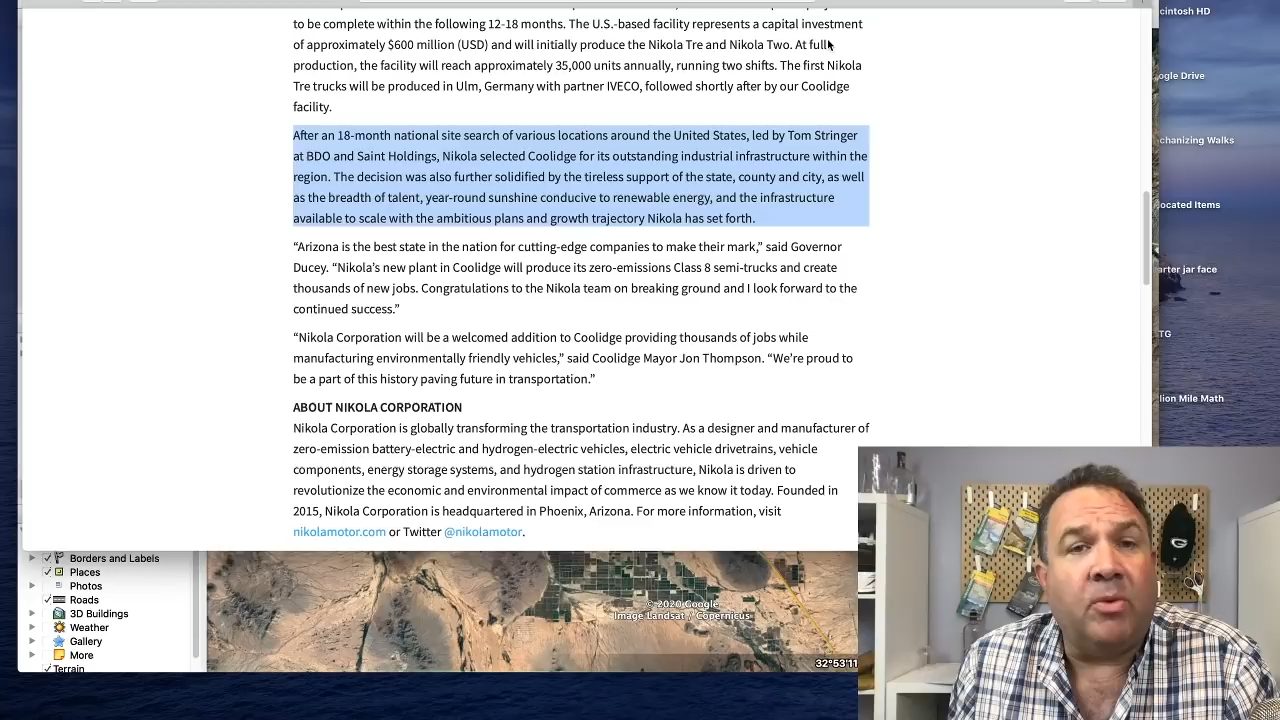 cintosh HD
to be complete within the following 12-18 months. The U.S.-based facility represents a capital investment
of approximately $600 million (USD) and will initially produce the Nikola Tre and Nikola Two. At full
production, the facility will reach approximately 35,000 units annually, running two shifts. The first Nikola
Tre trucks will be produced in Ulm, Germany with partner IVECO, followed shortly after by our Coolidge
facility.
After an 18-month national site search of various locations around the United States, led by Tom Stringer
at BDO and Saint Holdings, Nikola selected Coolidge for its outstanding industrial infrastructure within the
region. The decision was also further solidified by the tireless support of the state, county and city, as well
as the breadth of talent, year-round sunshine conducive to renewable energy, and the infrastructure
available to scale with the ambitious plans and growth trajectory Nikola has set forth.
“Arizona is the best state in the nation for cutting-edge companies to make their mark,” said Governor
Ducey. “Nikola’s new plant in Coolidge will produce its zero-emissions Class 8 semi-trucks and create
thousands of new jobs. Congratulations to the Nikola team on breaking ground and I look forward to the
continued success.”
“Nikola Corporation will be a welcomed addition to Coolidge providing thousands of jobs while
manufacturing environmentally friendly vehicles,” said Coolidge Mayor Jon Thompson. “We’re proud to
be a part of this history paving future in transportation.”
ABOUT NIKOLA CORPORATION
Nikola Corporation is globally transforming the transportation industry. As a designer and manufacturer of
zero-emission battery-electric and hydrogen-electric vehicles, electric vehicle drivetrains, vehicle
components, energy storage systems, and hydrogen station infrastructure, Nikola is driven to
revolutionize the economic and environmental impact of commerce as we know it today. Founded in
2015, Nikola Corporation is headquartered in Phoenix, Arizona. For more information, visit
nikolamotor.com or Twitter @nikolamotor.
ogle Drive
chanizing Walks
ocated Items
arter jar face
TG
lion Mile Math
Borders and Labels
Places
Photos
Roads
3D Buildings
Weather
Gallery
More
Terrain
© 2020 Google
Image Landsat / Copernicus
32°53'11